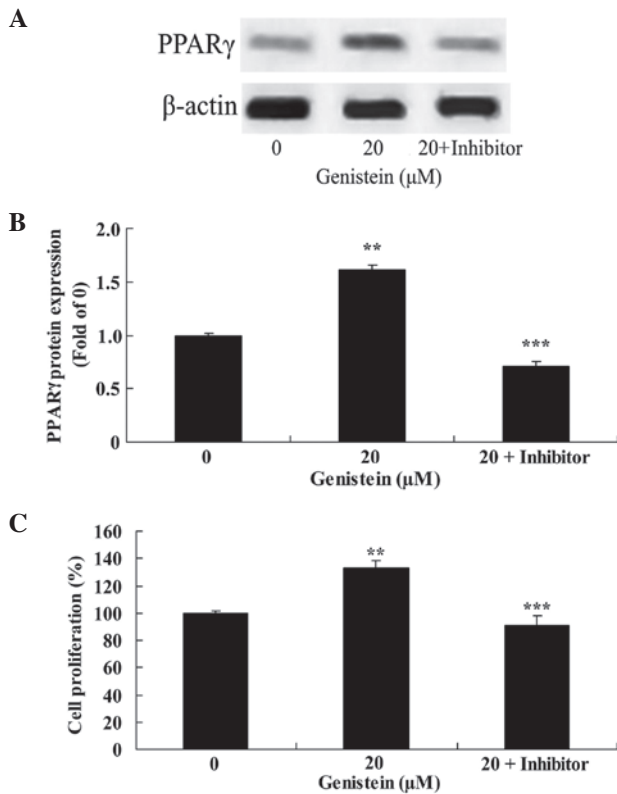 A
PPARγ
β-actin
0 20 20+Inhibitor
Genistein (μM)
B
PPARγ protein expression
(Fold of 0)
2.0
1.5
1.0
0.5
0
**
***
0 20 20 + Inhibitor
Genistein (μM)
C
Cell proliferation (%)
160
140
120
100
80
60
40
20
0
**
***
0 20 20 + Inhibitor
Genistein (μM)